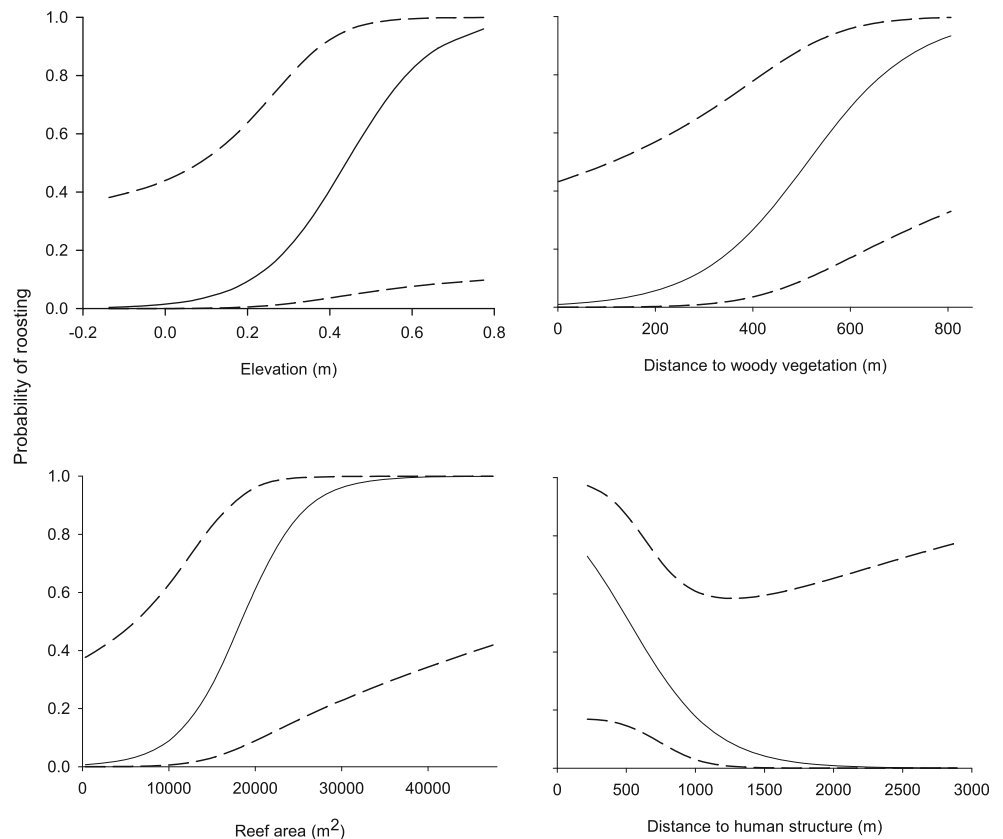 1.0
0.8
0.6
0.4
0.2
0.0
-0.2 0.0 0.2 0.4 0.6 0.8
Elevation (m)
0 200 400 600 800
Distance to woody vegetation (m)
Probability of roosting
1.0
0.8
0.6
0.4
0.2
0.0
0 10000 20000 30000 40000
Reef area (m2)
0 500 1000 1500 2000 2500 3000
Distance to human structure (m)